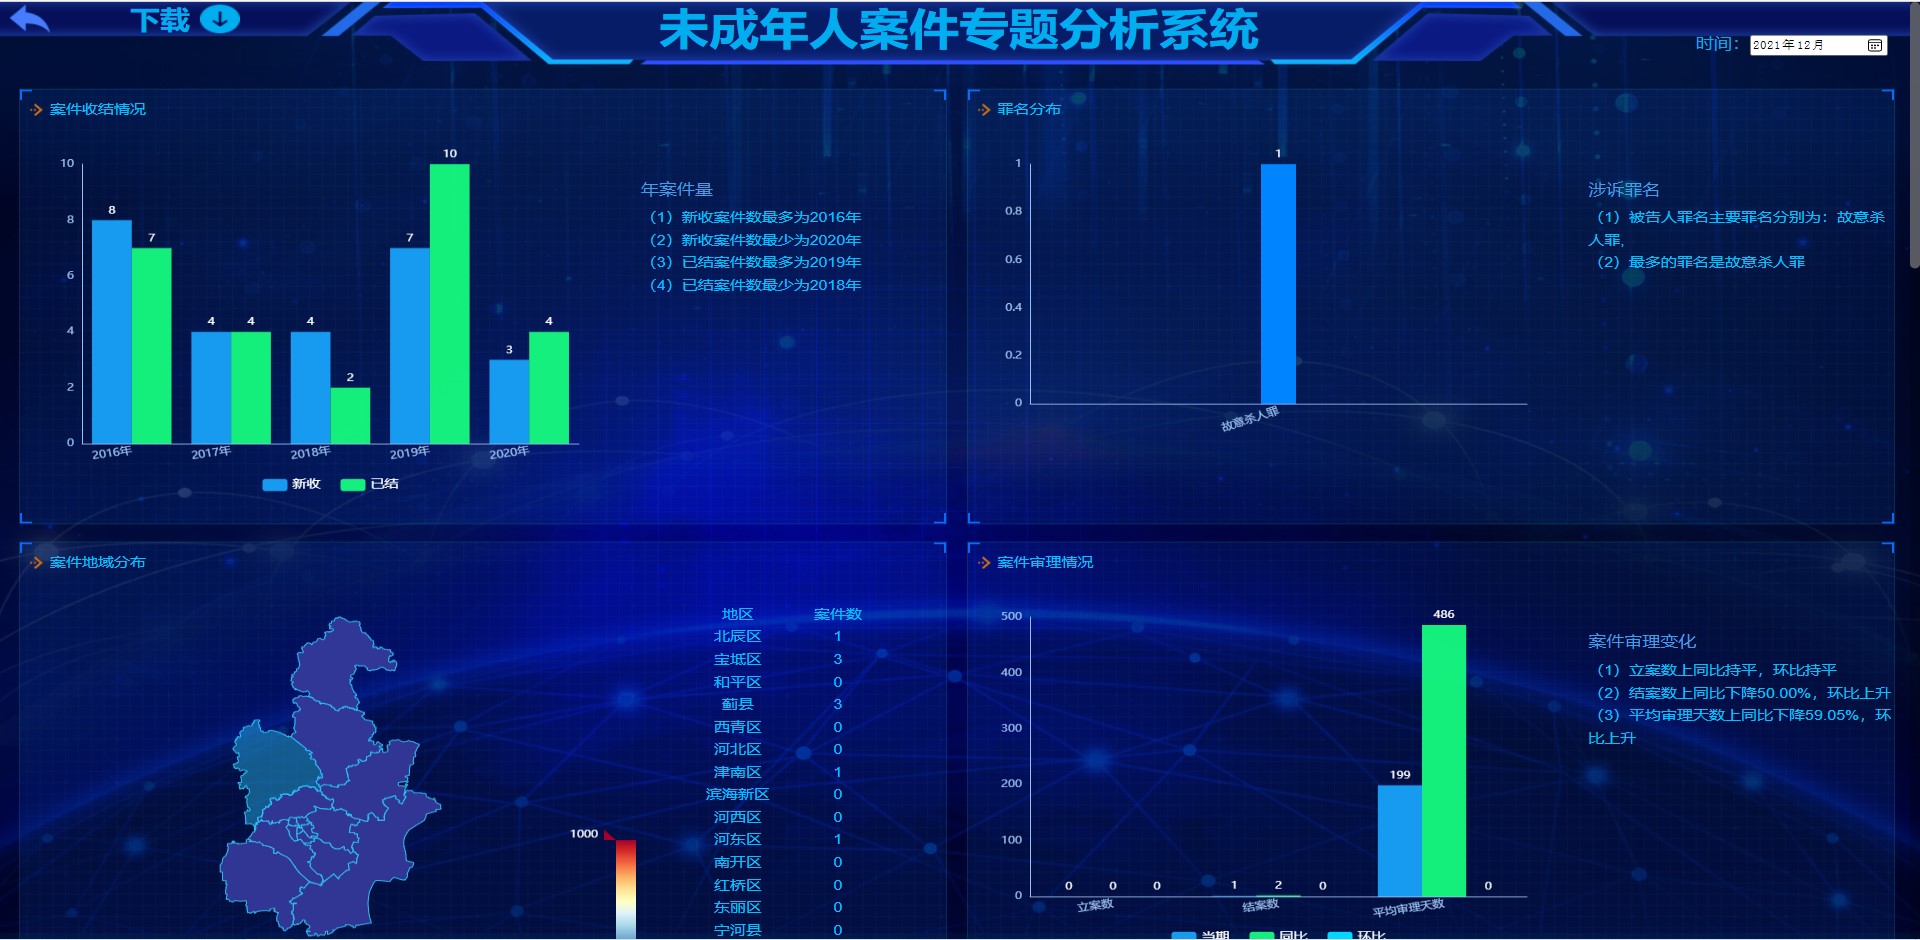 下载
未成年人案件专题分析系统
时间：
2021年12月
案件收结情况
10
8
6
4
2
0
8
7
4
4
4
2
7
10
3
4
2016年
2017年
2018年
2019年
2020年
新收
已结
年案件量
（1）新收案件数最多为2016年
（2）新收案件数最少为2020年
（3）已结案件数最多为2019年
（4）已结案件数最少为2018年
罪名分布
1
0.8
0.6
0.4
0.2
0
1
故意杀人罪
涉诉罪名
（1）被告人罪名主要罪名分别为：故意杀
人罪,
（2）最多的罪名是故意杀人罪
案件地域分布
1000
地区 案件数
北辰区 1
宝坻区 3
和平区 0
蓟县 3
西青区 0
河北区 0
津南区 1
滨海新区 0
河西区 0
河东区 1
南开区 0
红桥区 0
东丽区 0
宁河县 0
案件审理情况
500
400
300
200
100
0
0
0
0
1
2
0
199
486
0
立案数
结案数
平均审理天数
当期
同比
环比
案件审理变化
（1）立案数上同比持平，环比持平
（2）结案数上同比下降50.00%，环比上升
（3）平均审理天数上同比下降59.05%，环
比上升